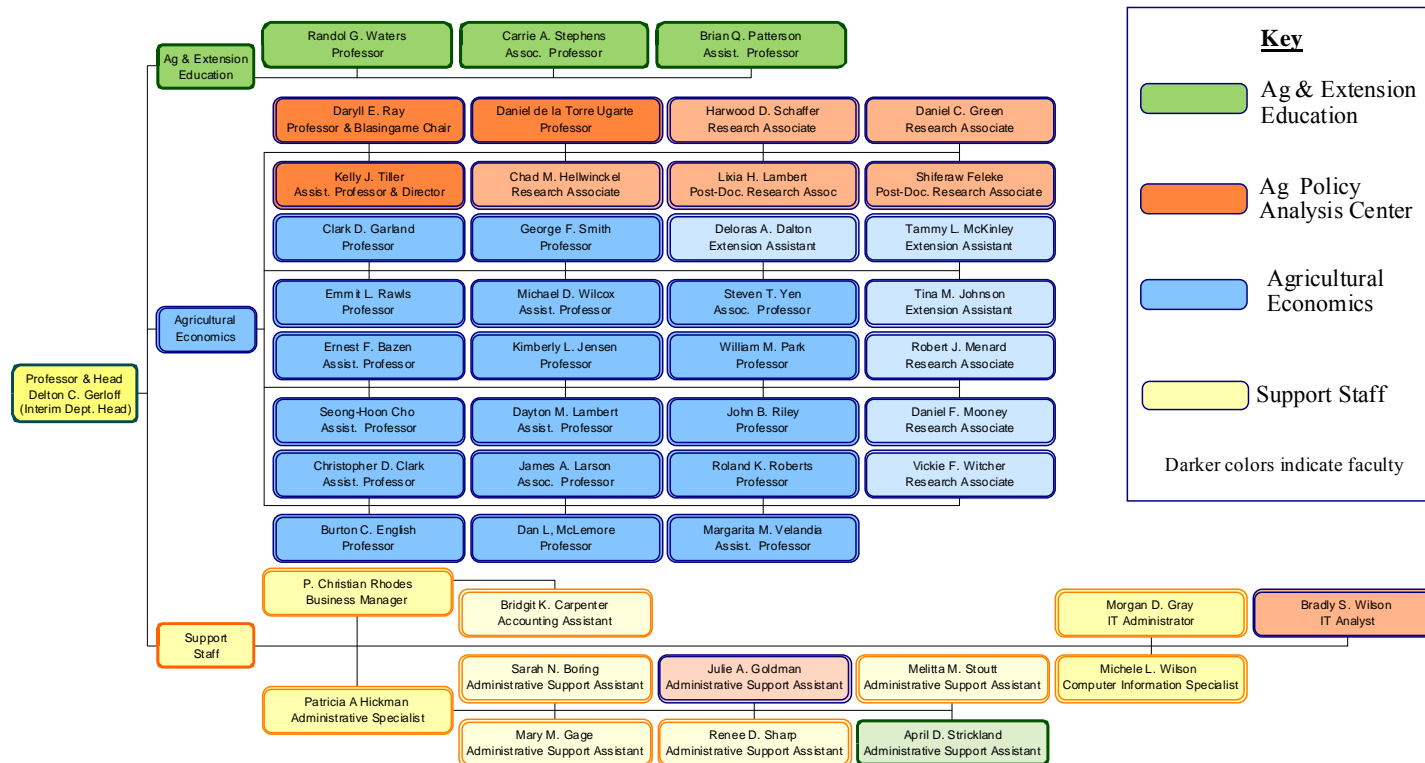 Randol G. Waters
Professor
Carrie A. Stephens
Assoc. Professor
Brian Q. Patterson
Assist. Professor
Ag & Extension
Education
Daryll E. Ray
Professor & Blasingame Chair
Daniel de la Torre Ugarte
Professor
Harwood D. Schaffer
Research Associate
Daniel C. Green
Research Associate
Kelly J. Tiller
Assist. Professor & Director
Chad M. Hellwinckel
Research Associate
Lixia H. Lambert
Post-Doc. Research Assoc
Shiferaw Feleke
Post-Doc. Research Associate
Clark D. Garland
Professor
George F. Smith
Professor
Deloras A. Dalton
Extension Assistant
Tammy L. McKinley
Extension Assistant
Agricultural
Economics
Emmit L. Rawls
Professor
Michael D. Wilcox
Assist. Professor
Steven T. Yen
Assoc. Professor
Tina M. Johnson
Extension Assistant
Ernest F. Bazen
Assist. Professor
Kimberly L. Jensen
Professor
William M. Park
Professor
Robert J. Menard
Research Associate
Professor & Head
Delton C. Gerloff
(Interim Dept. Head)
Seong-Hoon Cho
Assist. Professor
Dayton M. Lambert
Assist. Professor
John B. Riley
Professor
Daniel F. Mooney
Research Associate
Christopher D. Clark
Assist. Professor
James A. Larson
Assoc. Professor
Roland K. Roberts
Professor
Vickie F. Witcher
Research Associate
Burton C. English
Professor
Dan L, McLemore
Professor
Margarita M. Velandia
Assist. Professor
P. Christian Rhodes
Business Manager
Bridgit K. Carpenter
Accounting Assistant
Morgan D. Gray
IT Administrator
Bradly S. Wilson
IT Analyst
Support
Staff
Sarah N. Boring
Administrative Support Assistant
Julie A. Goldman
Administrative Support Assistant
Melitta M. Stoutt
Administrative Support Assistant
Michele L. Wilson
Computer Information Specialist
Patricia A Hickman
Administrative Specialist
Mary M. Gage
Administrative Support Assistant
Renee D. Sharp
Administrative Support Assistant
April D. Strickland
Administrative Support Assistant
Key
Ag & Extension
Education
Ag Policy
Analysis Center
Agricultural
Economics
Support Staff
Darker colors indicate faculty